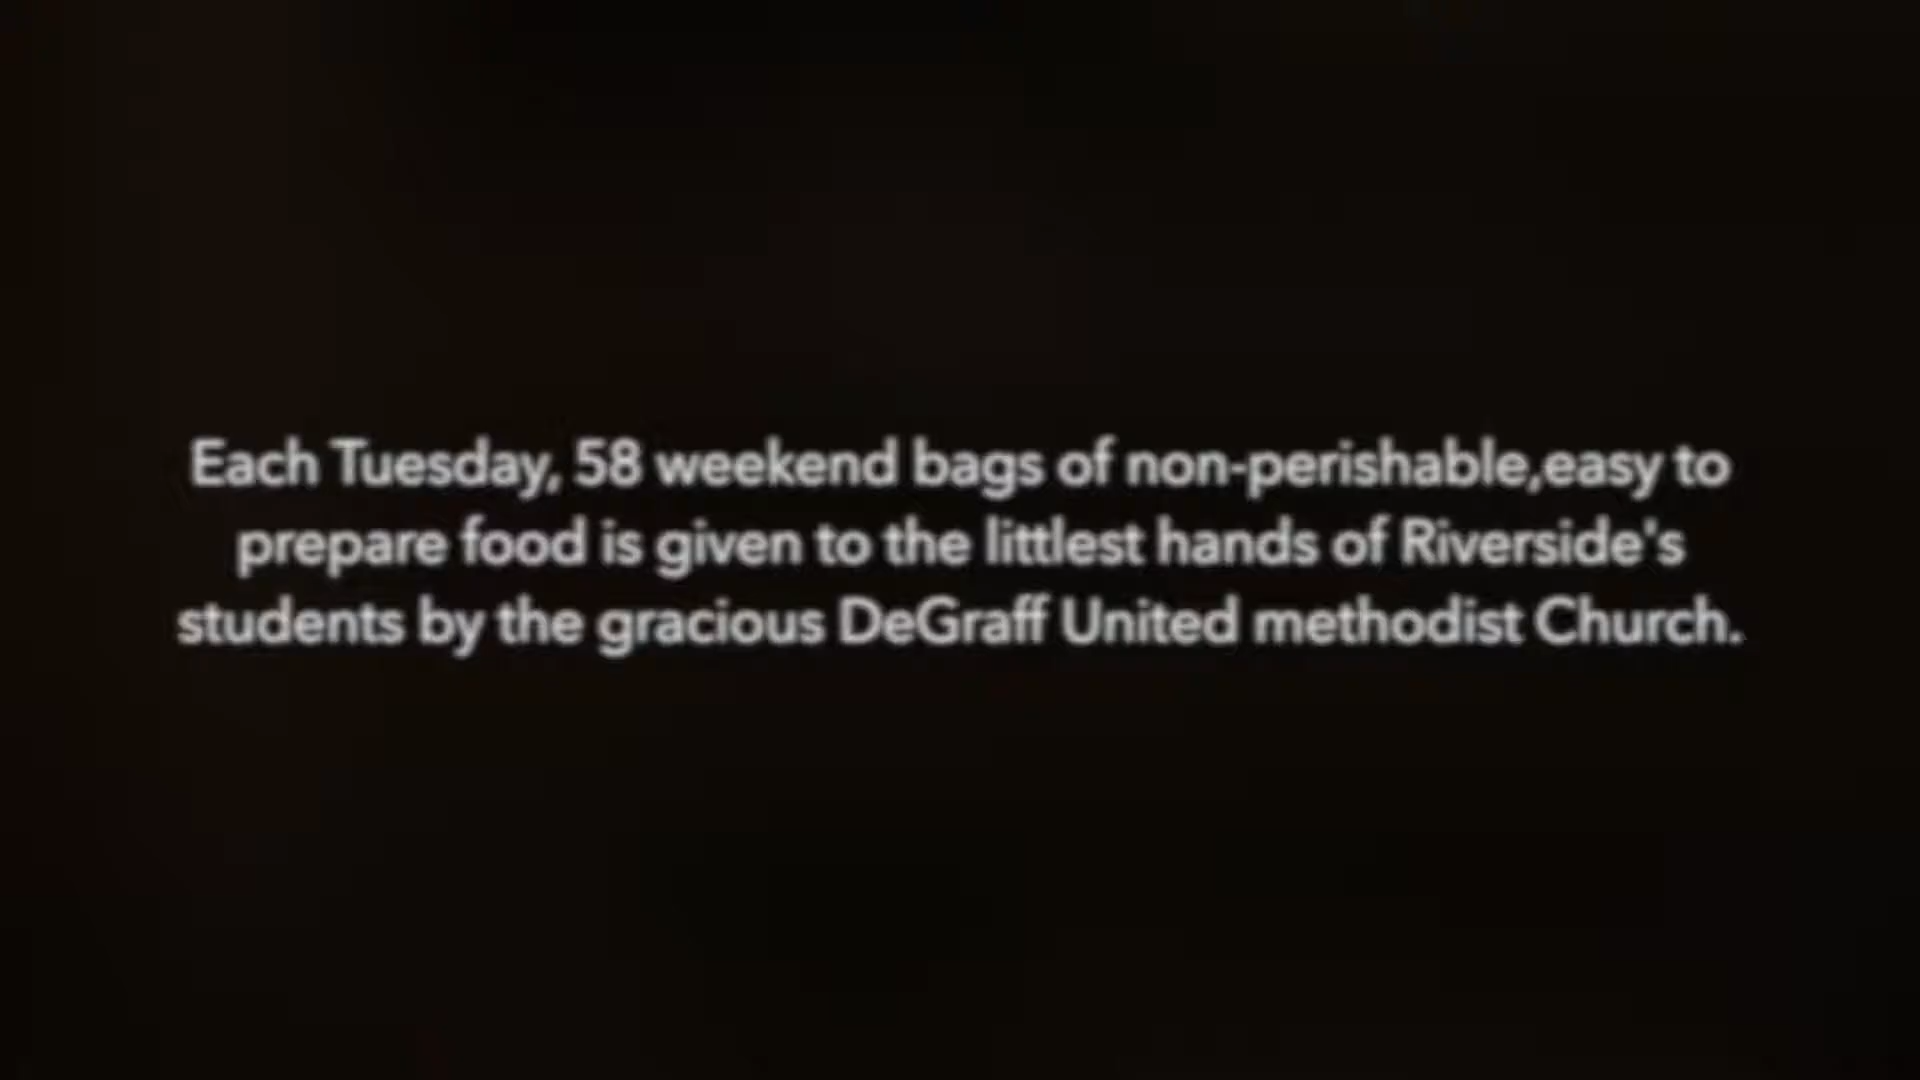 Each Tuesday, 58 weekend bags of non-perishable,easy to
prepare food is given to the littlest hands of Riverside's
students by the gracious DeGraff United methodist Church.